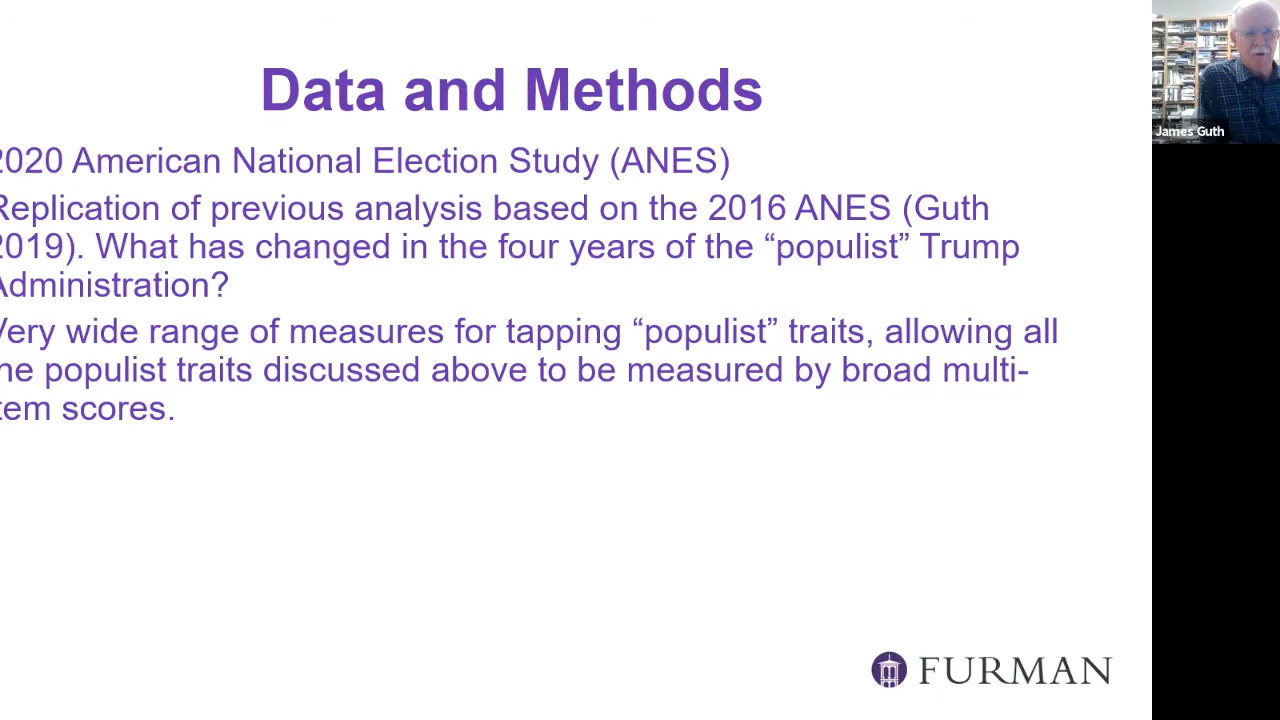 Data and Methods
2020 American National Election Study (ANES)
Replication of previous analysis based on the 2016 ANES (Guth
2019). What has changed in the four years of the “populist” Trump
Administration?
Very wide range of measures for tapping “populist” traits, allowing all
the populist traits discussed above to be measured by broad multi-
item scores.
FURMAN
James Guth